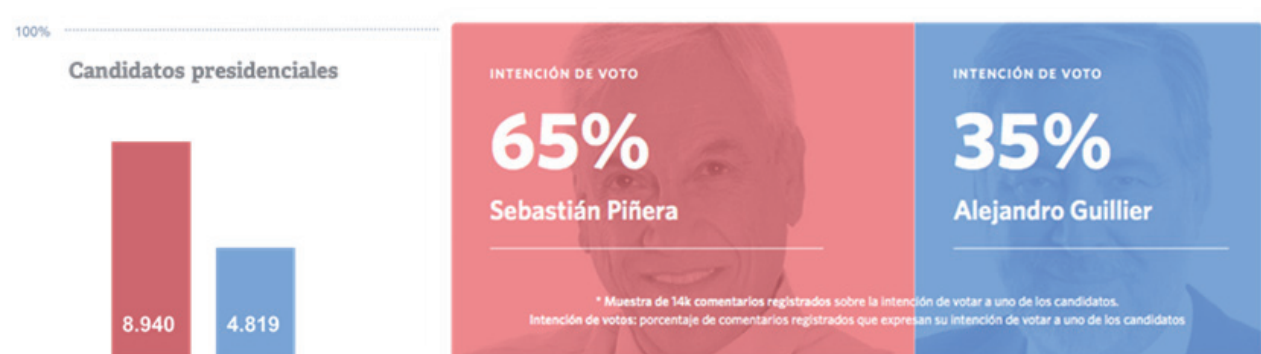 100%
Candidatos presidenciales
8.940
4.819
INTENCIÓN DE VOTO
65%
Sebastián Piñera
INTENCIÓN DE VOTO
35%
Alejandro Guillier
* Muestra de 14k comentarios registrados sobre la intención de votar a uno de los candidatos.
Intención de votos: porcentaje de comentarios registrados que expresan su intención de votar a uno de los candidatos